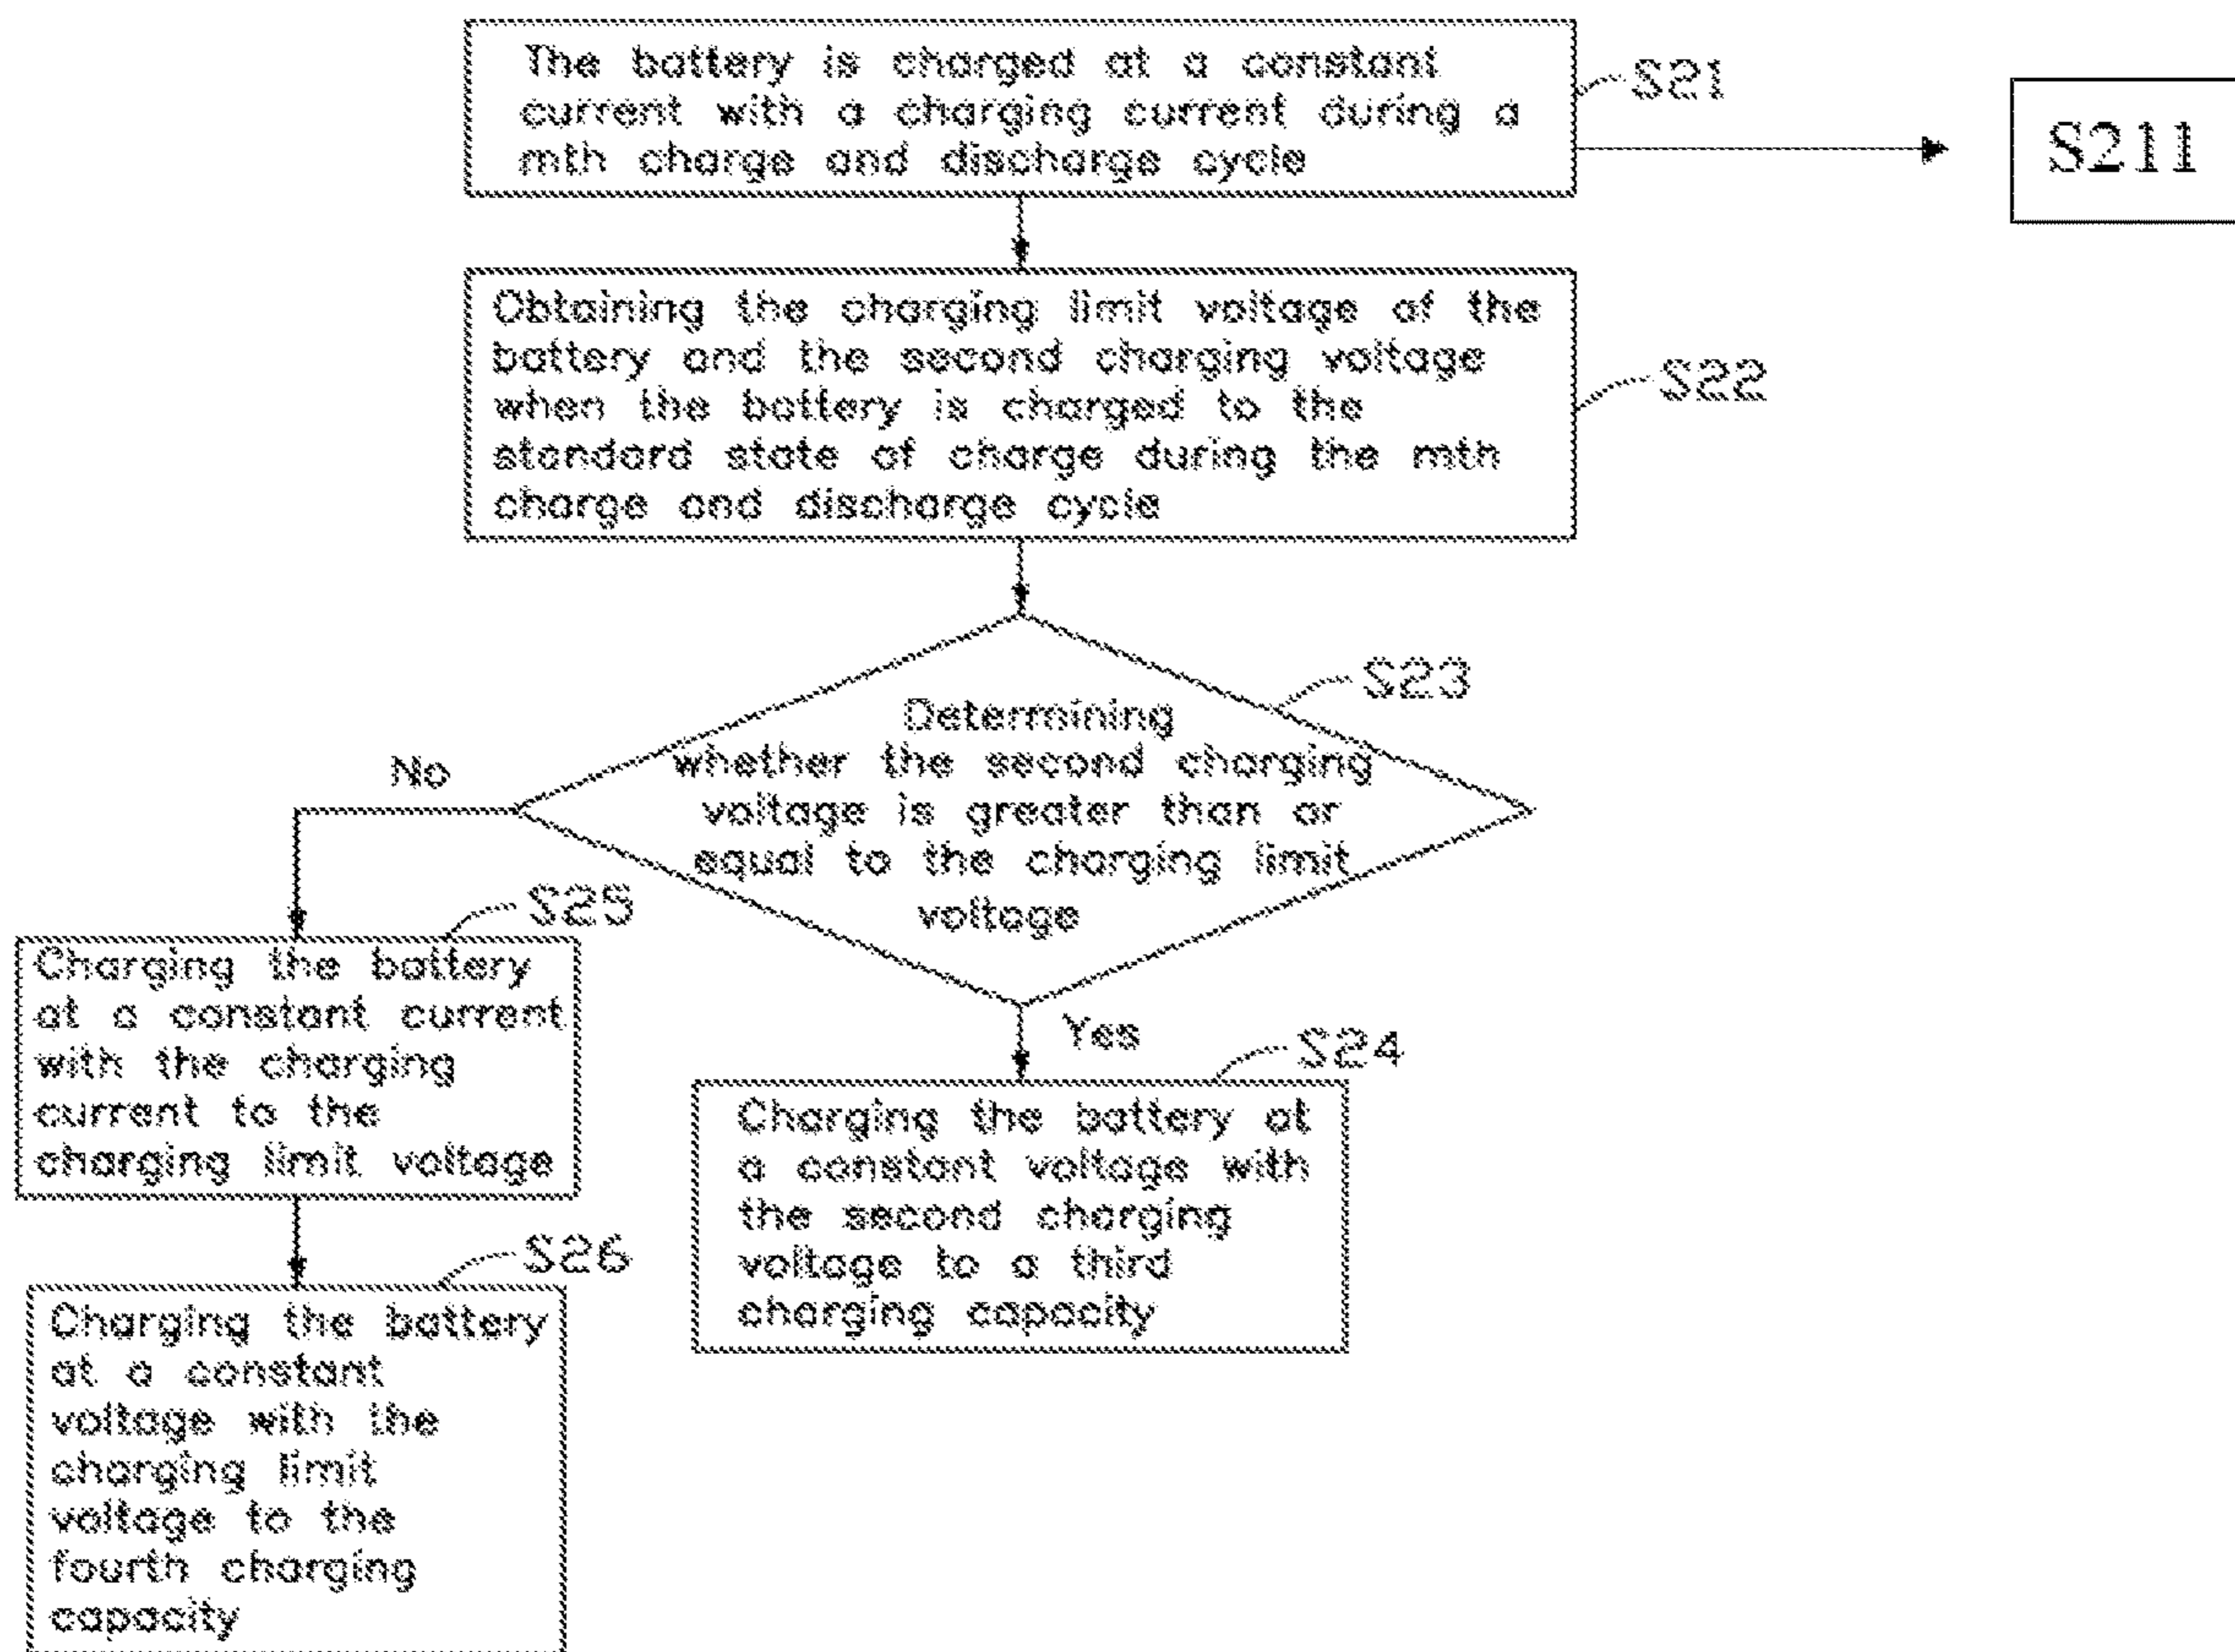 The battery is charged at a constant
current with a charging current during a
mth charge and discharge cycle
S21
S211
Obtaining the charging limit voltage of the
battery and the second charging voltage
when the battery is charged to the
standard state of charge during the mth
charge and discharge cycle
S22
S23
Determining
whether the second charging
voltage is greater than or
equal to the charging limit
voltage
No
S25
Charging the battery
at a constant current
with the charging
current to the
charging limit voltage
Yes
S24
Charging the battery at
a constant voltage with
the second charging
voltage to a third
charging capacity
S26
Charging the battery
at a constant
voltage with the
charging limit
voltage to the
fourth charging
capacity